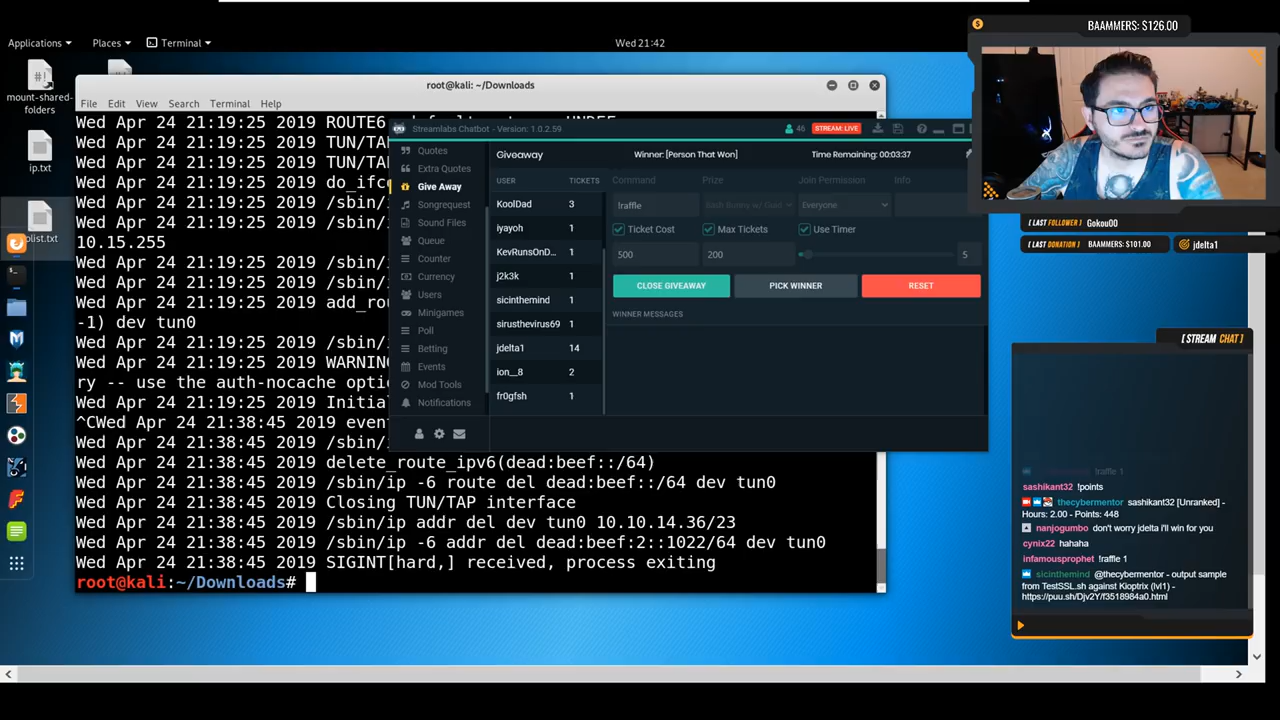 BAAMMERS: $126.00
Applications
Places
Terminal
Wed 21:42
mount-shared-
folders
ip.txt
root@kali: ~/Downloads
File Edit View Search Terminal Help
Wed Apr 24 21:19:25 2019 ROUTE6
Wed Apr 24 21:19:25 2019 TUN/TAP
Wed Apr 24 21:19:25 2019 TUN/TAP
Wed Apr 24 21:19:25 2019 do_ifc
Wed Apr 24 21:19:25 2019 /sbin/i
10.15.255
Wed Apr 24 21:19:25 2019 /sbin/i
Wed Apr 24 21:19:25 2019 /sbin/i
Wed Apr 24 21:19:25 2019 add_rou
-1) dev tun0
Wed Apr 24 21:19:25 2019 /sbin/i
Wed Apr 24 21:19:25 2019 WARNIN
ry -- use the auth-nocache opti
Wed Apr 24 21:19:25 2019 Initial
^CWed Apr 24 21:38:45 2019 even
Wed Apr 24 21:38:45 2019 /sbin/i
Wed Apr 24 21:38:45 2019 delete_route_ipv6(dead:beef::/64)
Wed Apr 24 21:38:45 2019 /sbin/ip -6 route del dead:beef::/64 dev tun0
Wed Apr 24 21:38:45 2019 Closing TUN/TAP interface
Wed Apr 24 21:38:45 2019 /sbin/ip addr del dev tun0 10.10.14.36/23
Wed Apr 24 21:38:45 2019 /sbin/ip -6 addr del dead:beef:2::1022/64 dev tun0
Wed Apr 24 21:38:45 2019 SIGINT[hard,] received, process exiting
root@kali:~/Downloads#
Streamlabs Chatbot - Version: 1.0.2.59
46
STREAM: LIVE
Quotes
Extra Quotes
Give Away
Songrequest
Sound Files
Queue
Counter
Currency
Users
Minigames
Poll
Betting
Events
Mod Tools
Notifications
Giveaway
Winner: [Person That Won]
Time Remaining: 00:03:37
USER TICKETS
KoolDad 3
iyayoh 1
KevRunsOnD... 1
j2k3k 1
sicinthemind 1
sirusthevirus69 1
jdelta1 14
ion__8 2
fr0gfsh 1
Command Prize Join Permission Info
!raffle
Everyone
Ticket Cost Max Tickets Use Timer
500 200 5
CLOSE GIVEAWAY
PICK WINNER
RESET
WINNER MESSAGES
[ LAST FOLLOWER ] Gokou00
[ LAST DONATION ] BAAMMERS: $101.00
jdelta1
[ STREAM CHAT ]
!raffle 1
sashikant32 !points
thecybermentor sashikant32 [Unranked] -
Hours: 2.00 - Points: 448
nanjogumbo don't worry jdelta i'll win for you
cynix22 hahaha
infamousprophet !raffle 1
sicinthemind @thecybermentor - output sample
from TestSSL.sh against Kioptrix (lvl1) -
https://puu.sh/Djv2Y/f3518984a0.html